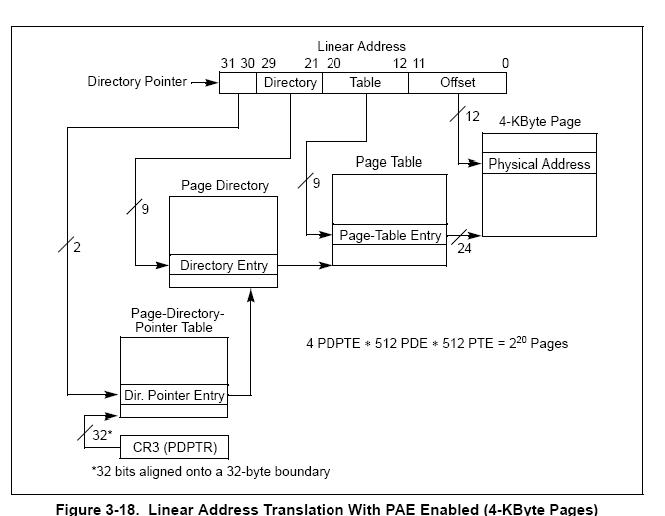 Linear Address
31 30 29 21 20 12 11 0
Directory Pointer Directory Table Offset
12
4-KByte Page
Physical Address
Page Table
9
Page-Table Entry
24
Page Directory
9
Directory Entry
2
Page-Directory-
Pointer Table
4 PDPTE ∗ 512 PDE ∗ 512 PTE = 2²⁰ Pages
Dir. Pointer Entry
32*
CR3 (PDPTR)
*32 bits aligned onto a 32-byte boundary
Figure 3-18. Linear Address Translation With PAE Enabled (4-KByte Pages)